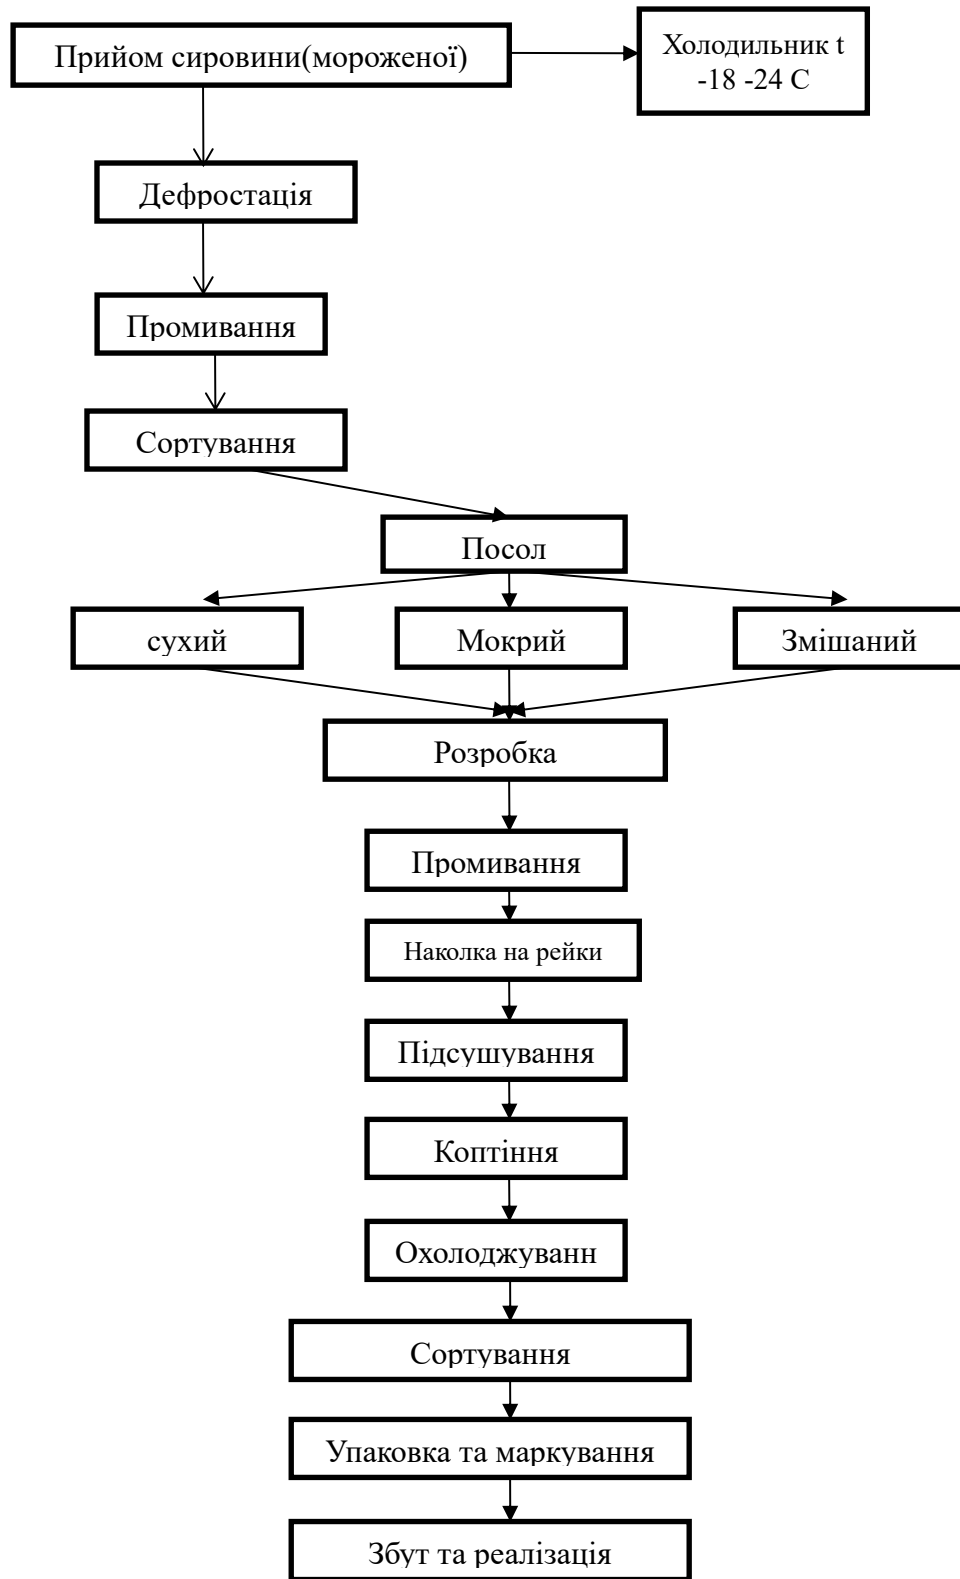 Прийом сировини(мороженої)
Холодильник t
-18 -24 С
Дефростація
Промивання
Сортування
Посол
сухий
Мокрий
Змішаний
Розробка
Промивання
Наколка на рейки
Підсушування
Коптіння
Охолоджуванн
Сортування
Упаковка та маркування
Збут та реалізація